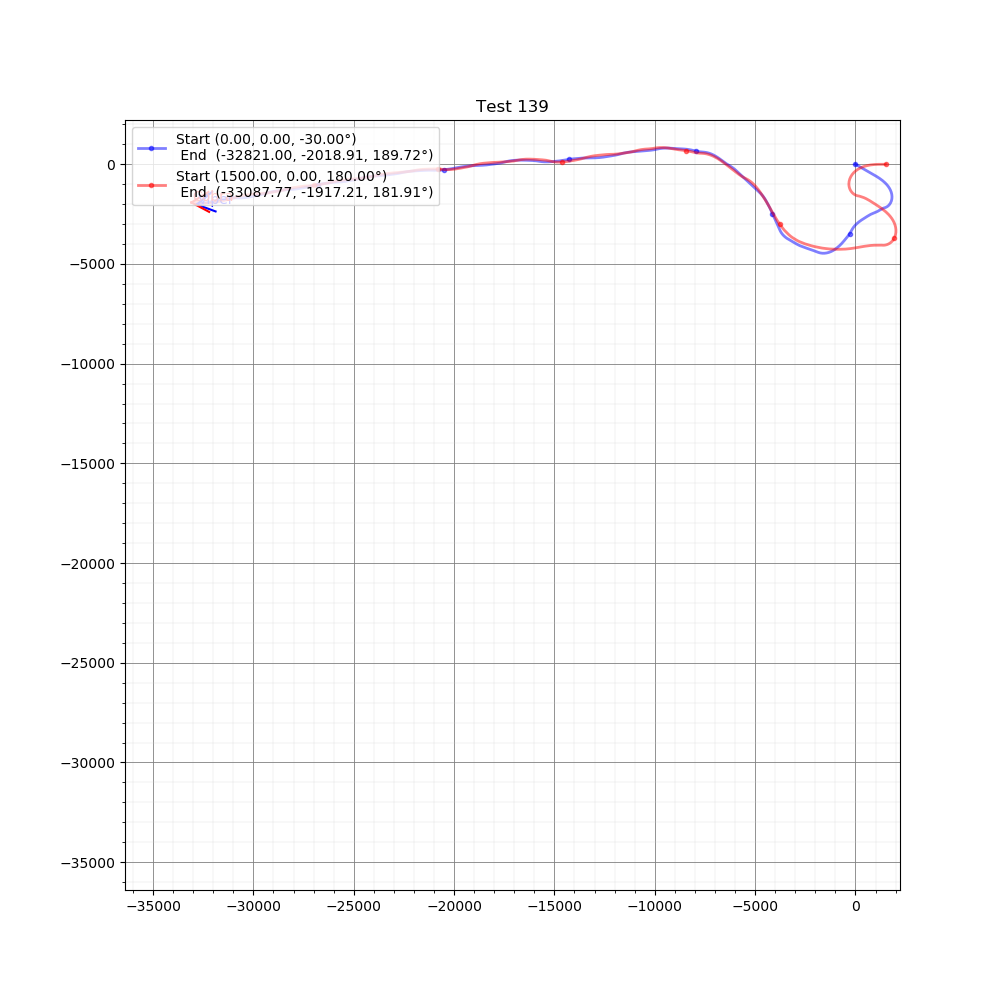 Test 139
Start (0.00, 0.00, -30.00°)
End (-32821.00, -2018.91, 189.72°)
Start (1500.00, 0.00, 180.00°)
End (-33087.77, -1917.21, 181.91°)
0
−5000
−10000
−15000
−20000
−25000
−30000
−35000
−35000 −30000 −25000 −20000 −15000 −10000 −5000 0